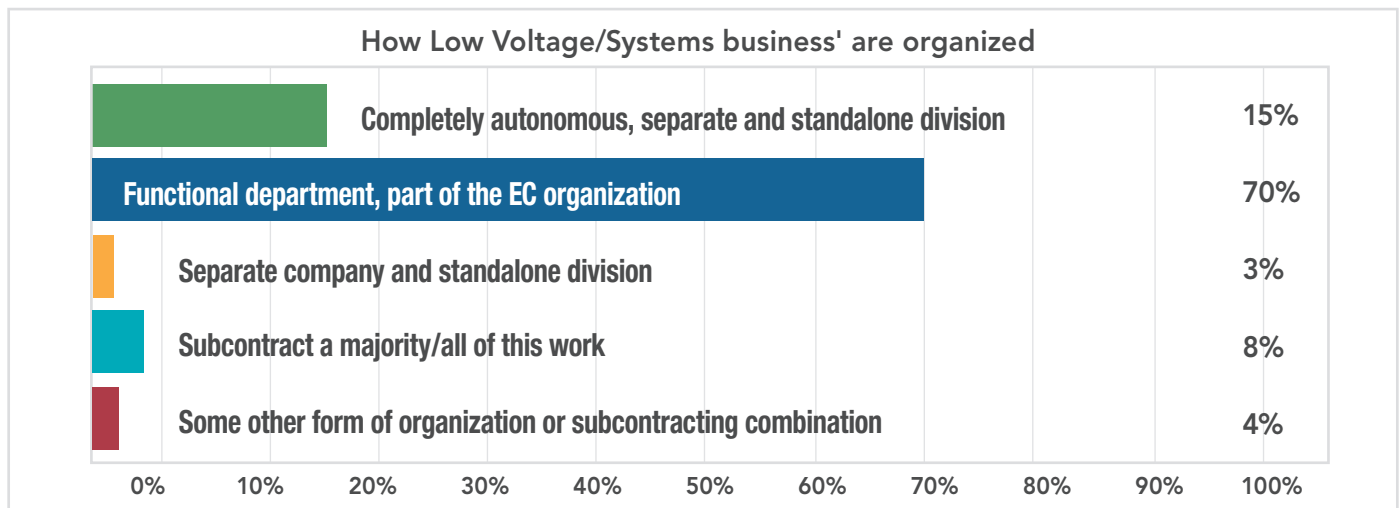 How Low Voltage/Systems business' are organized
Completely autonomous, separate and standalone division 15%
Functional department, part of the EC organization 70%
Separate company and standalone division 3%
Subcontract a majority/all of this work 8%
Some other form of organization or subcontracting combination 4%
0% 10% 20% 30% 40% 50% 60% 70% 80% 90% 100%